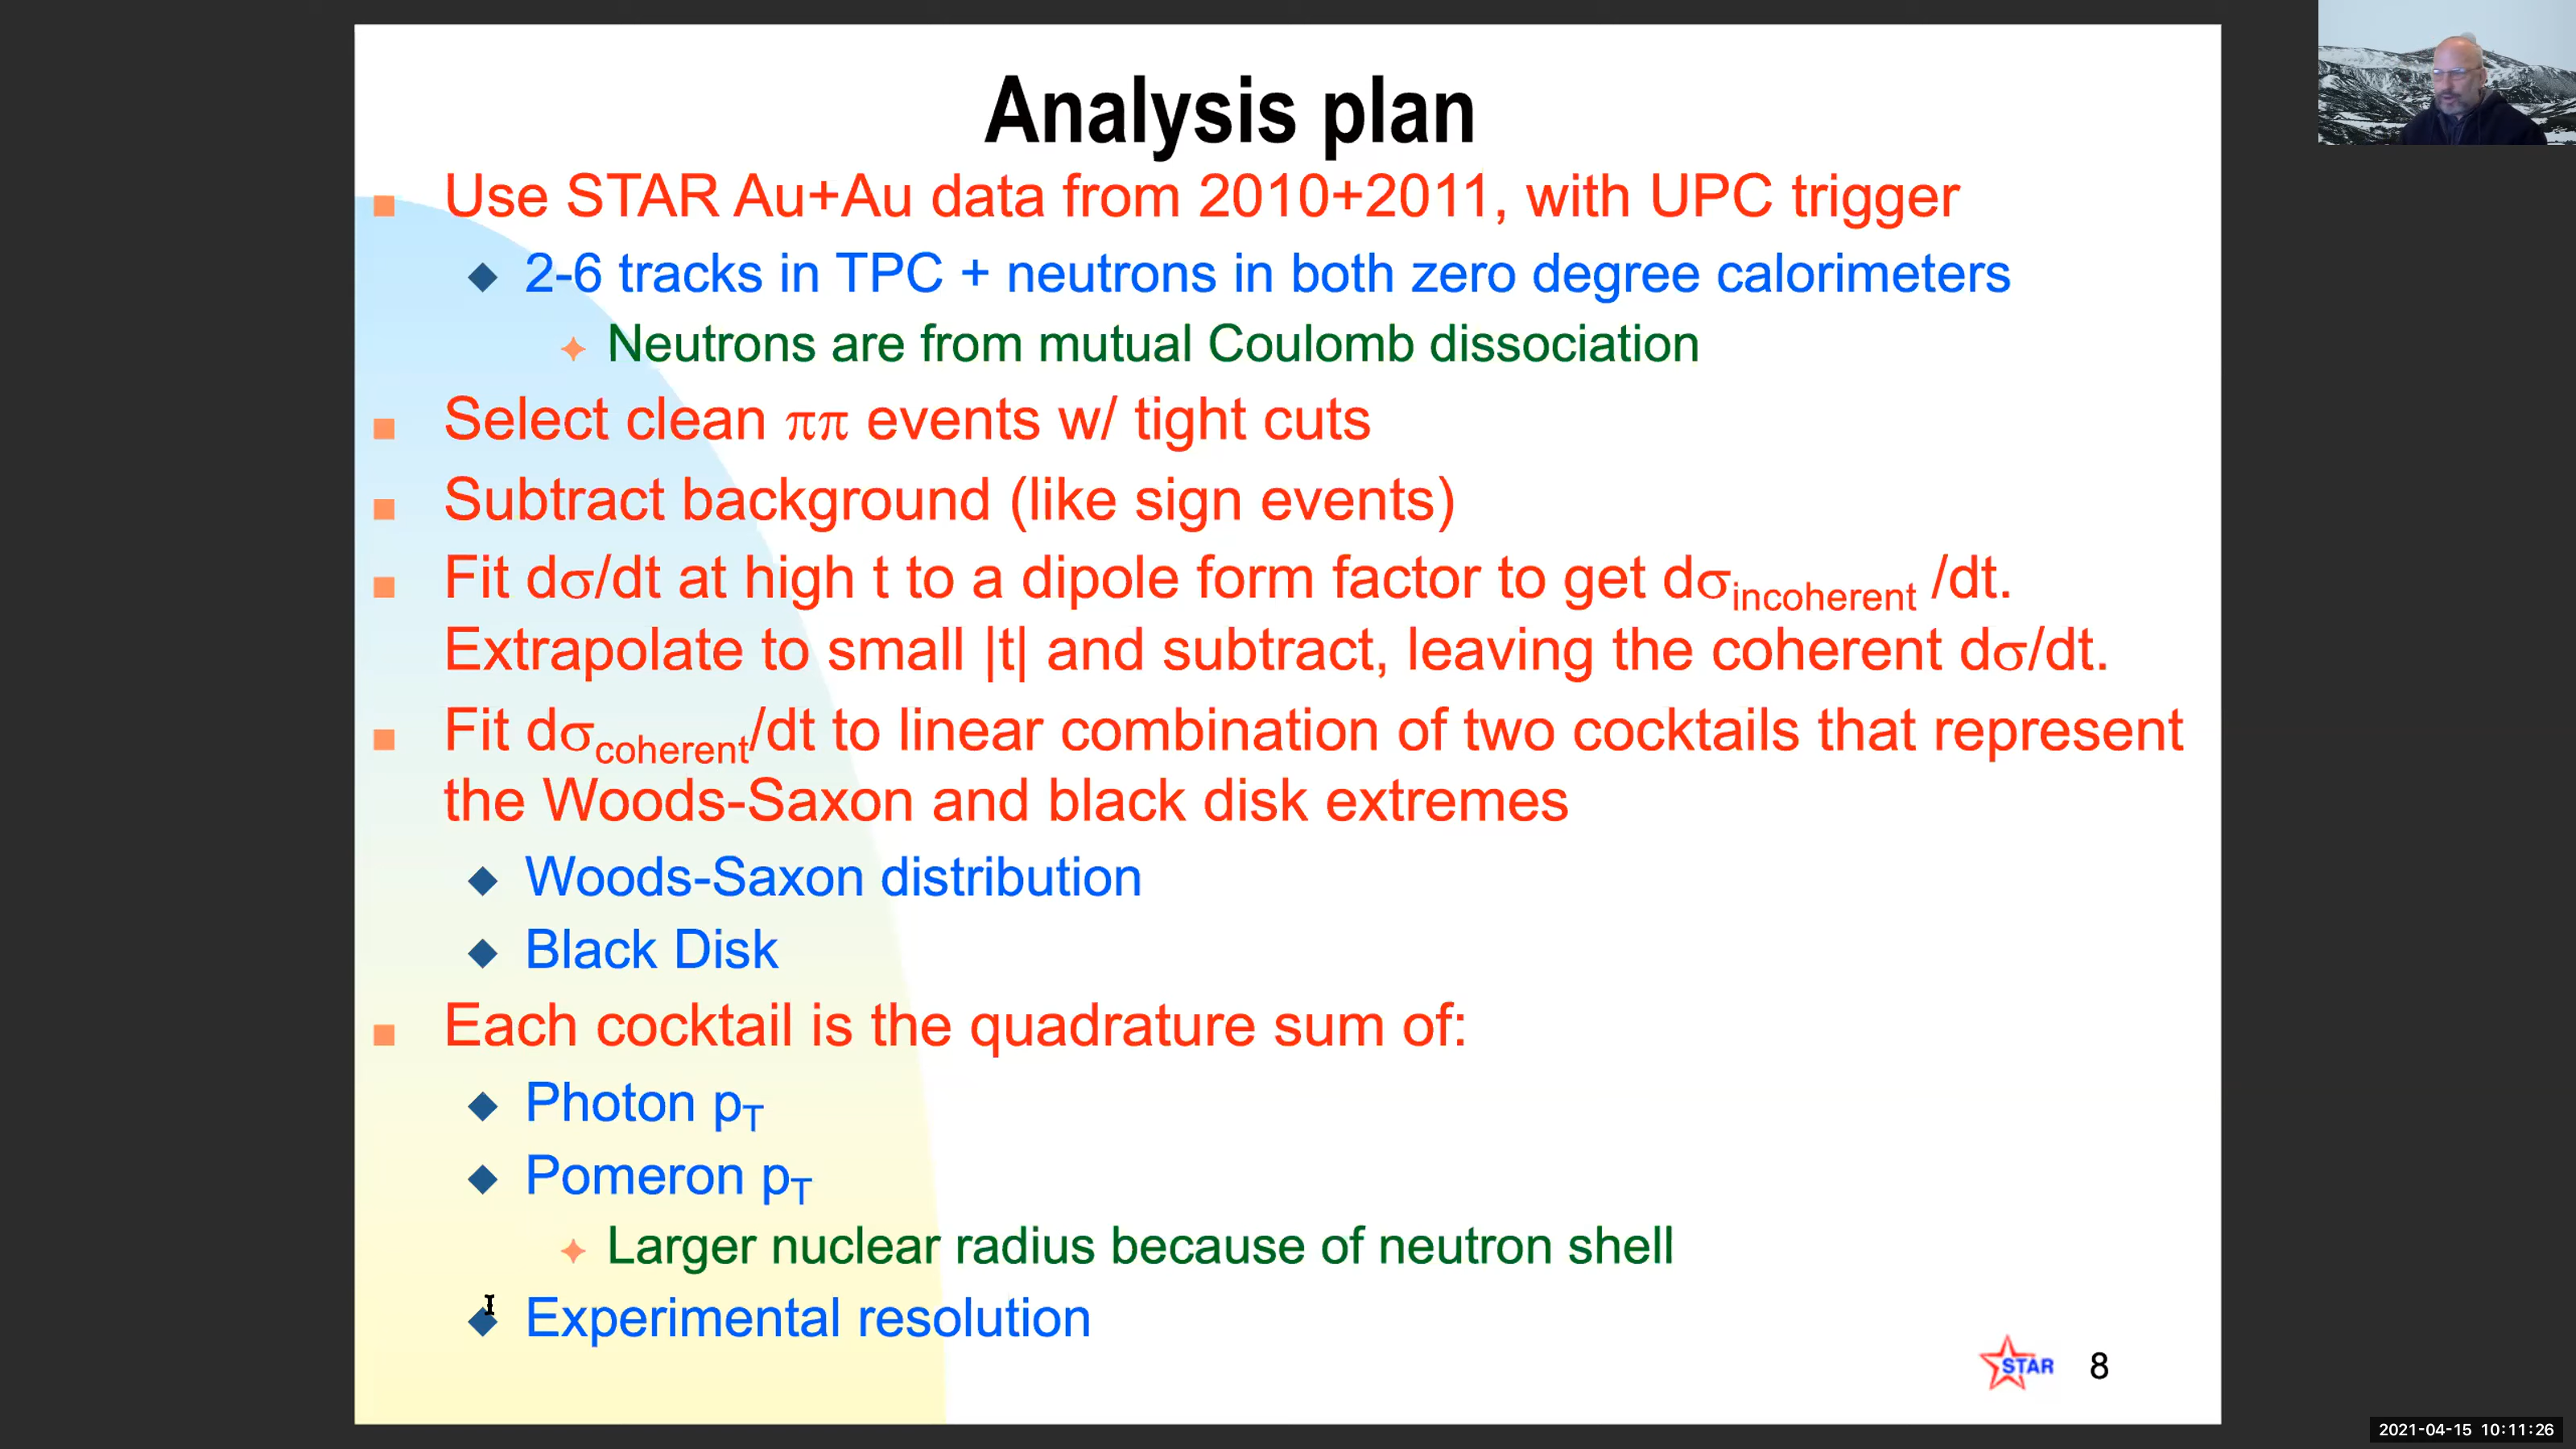 Analysis plan
Use STAR Au+Au data from 2010+2011, with UPC trigger
2-6 tracks in TPC + neutrons in both zero degree calorimeters
Neutrons are from mutual Coulomb dissociation
Select clean ππ events w/ tight cuts
Subtract background (like sign events)
Fit dσ/dt at high t to a dipole form factor to get dσincoherent /dt.
Extrapolate to small |t| and subtract, leaving the coherent dσ/dt.
Fit dσcoherent/dt to linear combination of two cocktails that represent
the Woods-Saxon and black disk extremes
Woods-Saxon distribution
Black Disk
Each cocktail is the quadrature sum of:
Photon pT
Pomeron pT
Larger nuclear radius because of neutron shell
Experimental resolution
STAR 8
2021-04-15 10:11:26